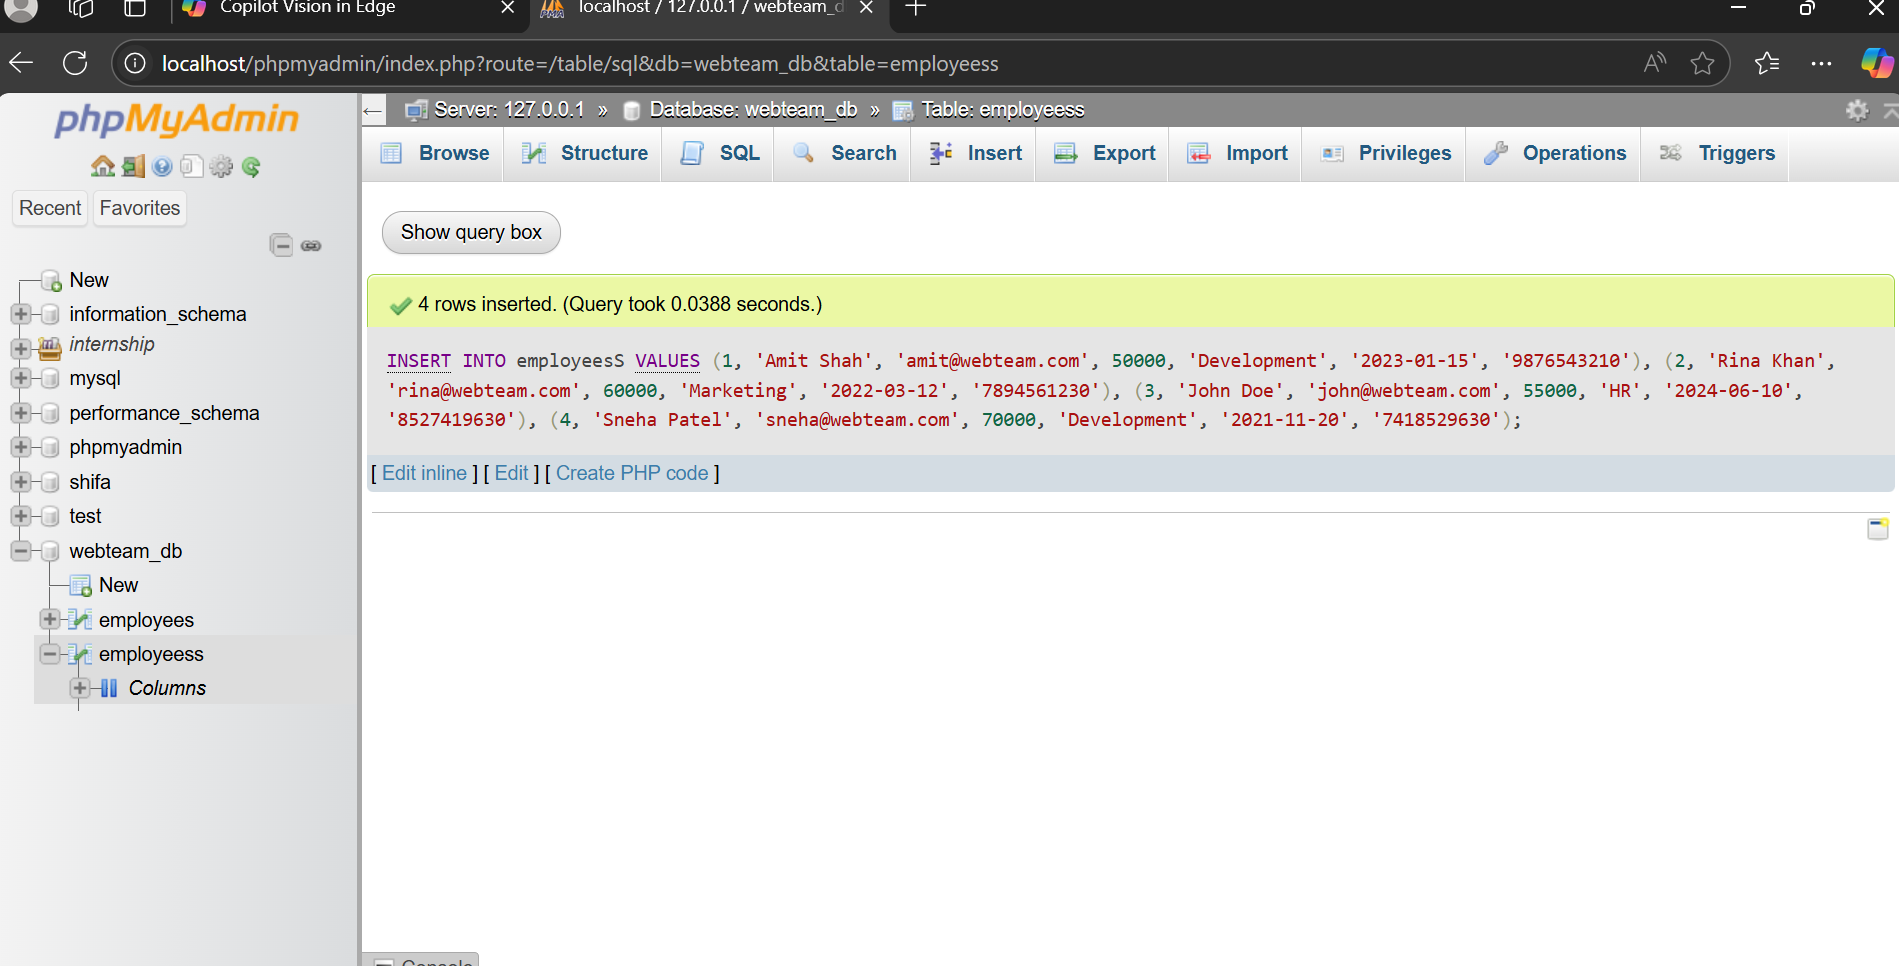 Copilot Vision in Edge
localhost / 127.0.0.1 / webteam_d
localhost/phpmyadmin/index.php?route=/table/sql&db=webteam_db&table=employeess
phpMyAdmin
Recent Favorites
New
information_schema
internship
mysql
performance_schema
phpmyadmin
shifa
test
webteam_db
New
employees
employeess
Columns
Server: 127.0.0.1 » Database: webteam_db » Table: employeess
Browse Structure SQL Search Insert Export Import Privileges Operations Triggers
Show query box
4 rows inserted. (Query took 0.0388 seconds.)
INSERT INTO employeesS VALUES (1, 'Amit Shah', 'amit@webteam.com', 50000, 'Development', '2023-01-15', '9876543210'), (2, 'Rina Khan',
'rina@webteam.com', 60000, 'Marketing', '2022-03-12', '7894561230'), (3, 'John Doe', 'john@webteam.com', 55000, 'HR', '2024-06-10',
'8527419630'), (4, 'Sneha Patel', 'sneha@webteam.com', 70000, 'Development', '2021-11-20', '7418529630');
[ Edit inline ] [ Edit ] [ Create PHP code ]
Console